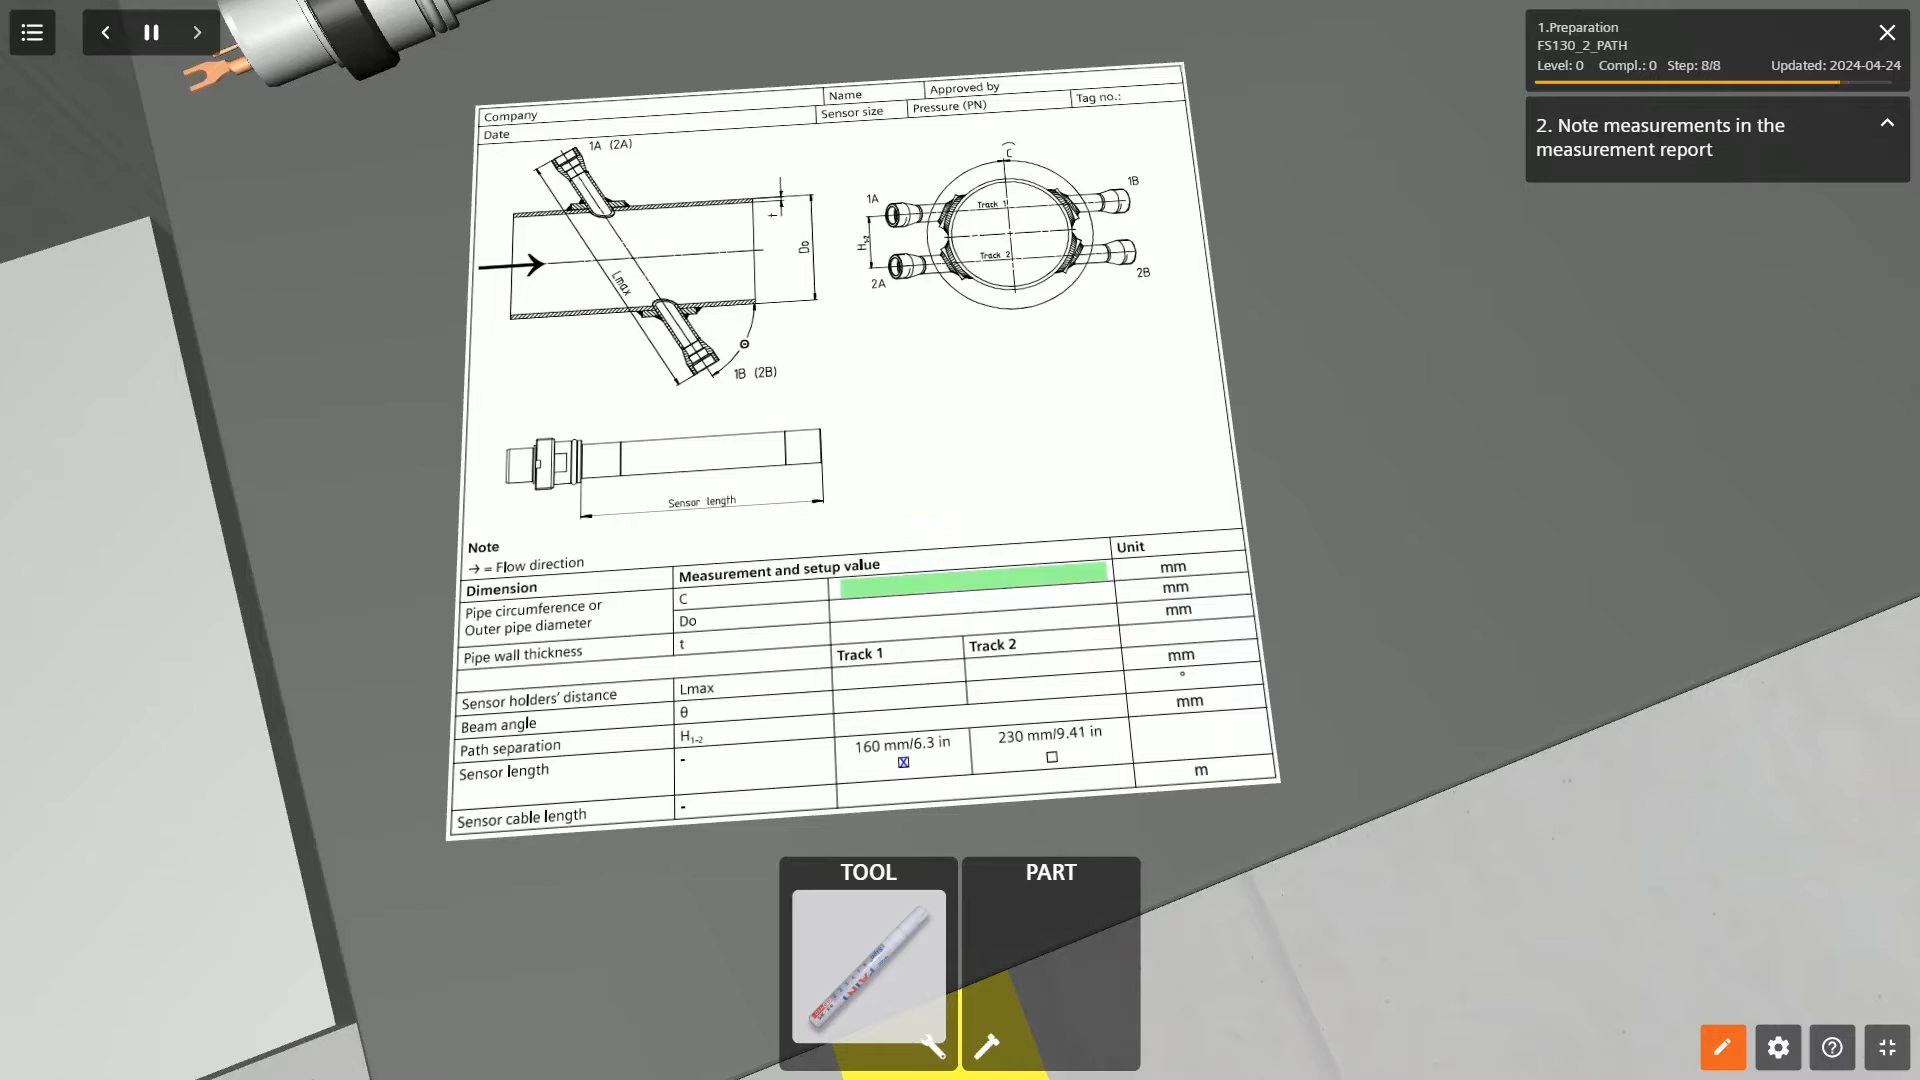 1.Preparation
FS130_2_PATH
Level: 0 Compl.: 0 Step: 8/8 Updated: 2024-04-24
2. Note measurements in the
measurement report
Company
Name
Approved by
Date
Sensor size
Pressure (PN)
Tag no.:
1A (2A)
t
Do
Lmax
Θ
1B (2B)
C
1A
1B
Track 1
H1-2
Track 2
2A
2B
Sensor length
Note
→ = Flow direction
Dimension
Measurement and setup value
Unit
Pipe circumference or
Outer pipe diameter
C
mm
Do
mm
Pipe wall thickness
t
mm
Track 1
Track 2
Sensor holders’ distance
Lmax
mm
Beam angle
θ
°
Path separation
H1-2
mm
Sensor length
-
160 mm/6.3 in
☒
230 mm/9.41 in
☐
Sensor cable length
-
m
TOOL
PART